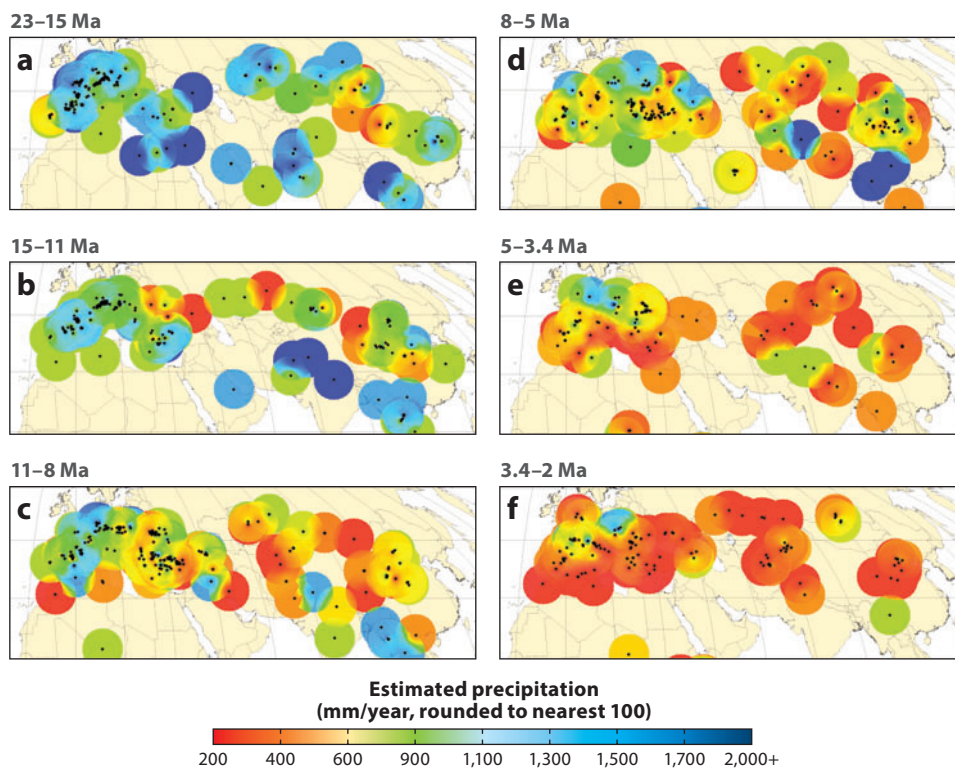 23–15 Ma
a
8–5 Ma
d
15–11 Ma
b
5–3.4 Ma
e
11–8 Ma
c
3.4–2 Ma
f
Estimated precipitation
(mm/year, rounded to nearest 100)
200 400 600 900 1,100 1,300 1,500 1,700 2,000+